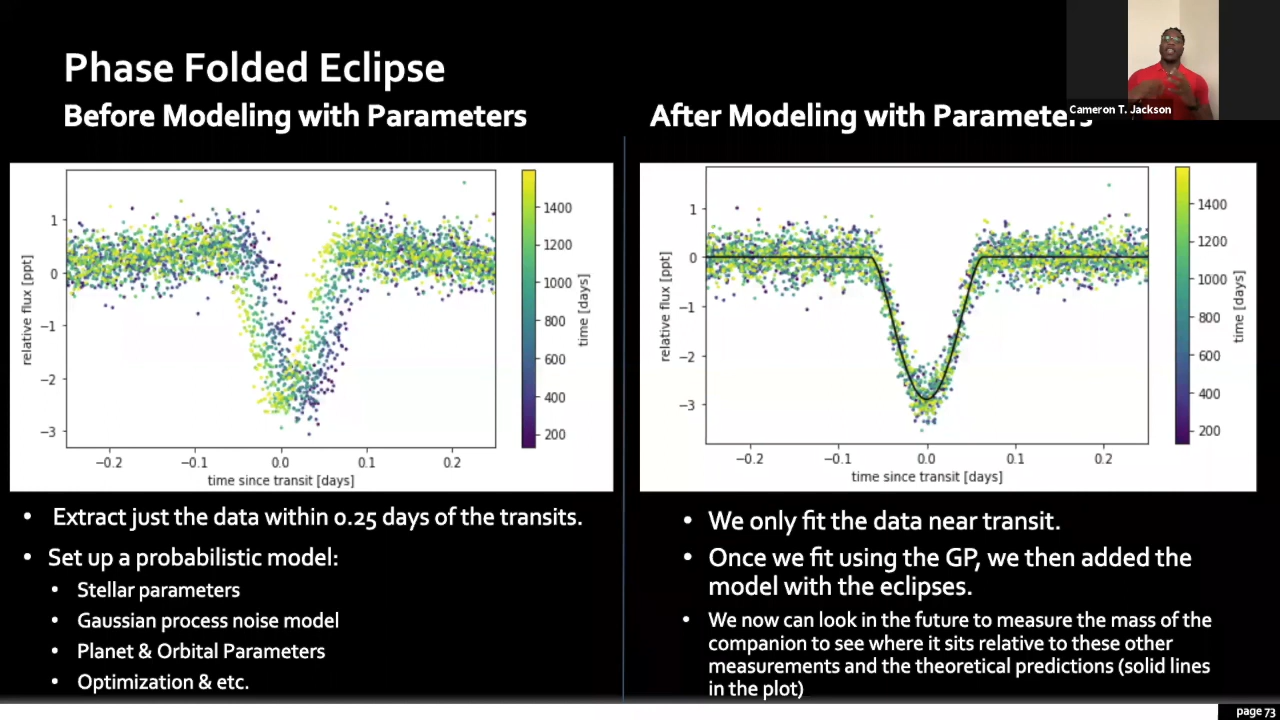 Phase Folded Eclipse
Before Modeling with Parameters
After Modeling with Parameters
Cameron T. Jackson
1
0
−1
−2
−3
relative flux [ppt]
−0.2 −0.1 0.0 0.1 0.2
time since transit [days]
1400
1200
1000
800
600
400
200
time [days]
1
0
−1
−2
−3
relative flux [ppt]
−0.2 −0.1 0.0 0.1 0.2
time since transit [days]
1400
1200
1000
800
600
400
200
time [days]
• Extract just the data within 0.25 days of the transits.
• Set up a probabilistic model:
• Stellar parameters
• Gaussian process noise model
• Planet & Orbital Parameters
• Optimization & etc.
• We only fit the data near transit.
• Once we fit using the GP, we then added the
model with the eclipses.
• We now can look in the future to measure the mass of the
companion to see where it sits relative to these other
measurements and the theoretical predictions (solid lines
in the plot)
page 73